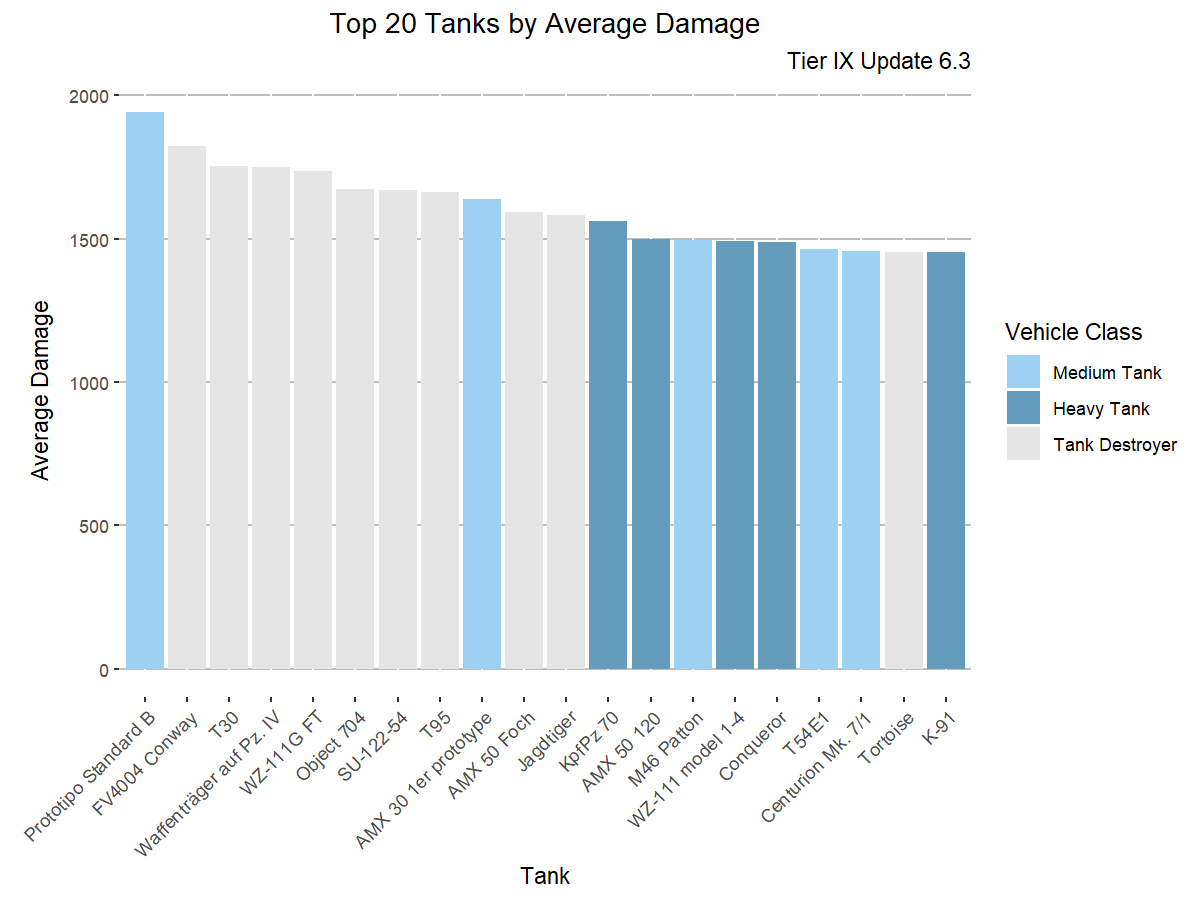 Top 20 Tanks by Average Damage
Tier IX Update 6.3
2000
1500
1000
500
0
Average Damage
Prototipo Standard B
FV4004 Conway
T30
Waffenträger auf Pz. IV
WZ-111G FT
Object 704
SU-122-54
T95
AMX 30 1er prototype
AMX 50 Foch
Jagdtiger
KpfPz 70
AMX 50 120
M46 Patton
WZ-111 model 1-4
Conqueror
T54E1
Centurion Mk. 7/1
Tortoise
K-91
Tank
Vehicle Class
Medium Tank
Heavy Tank
Tank Destroyer